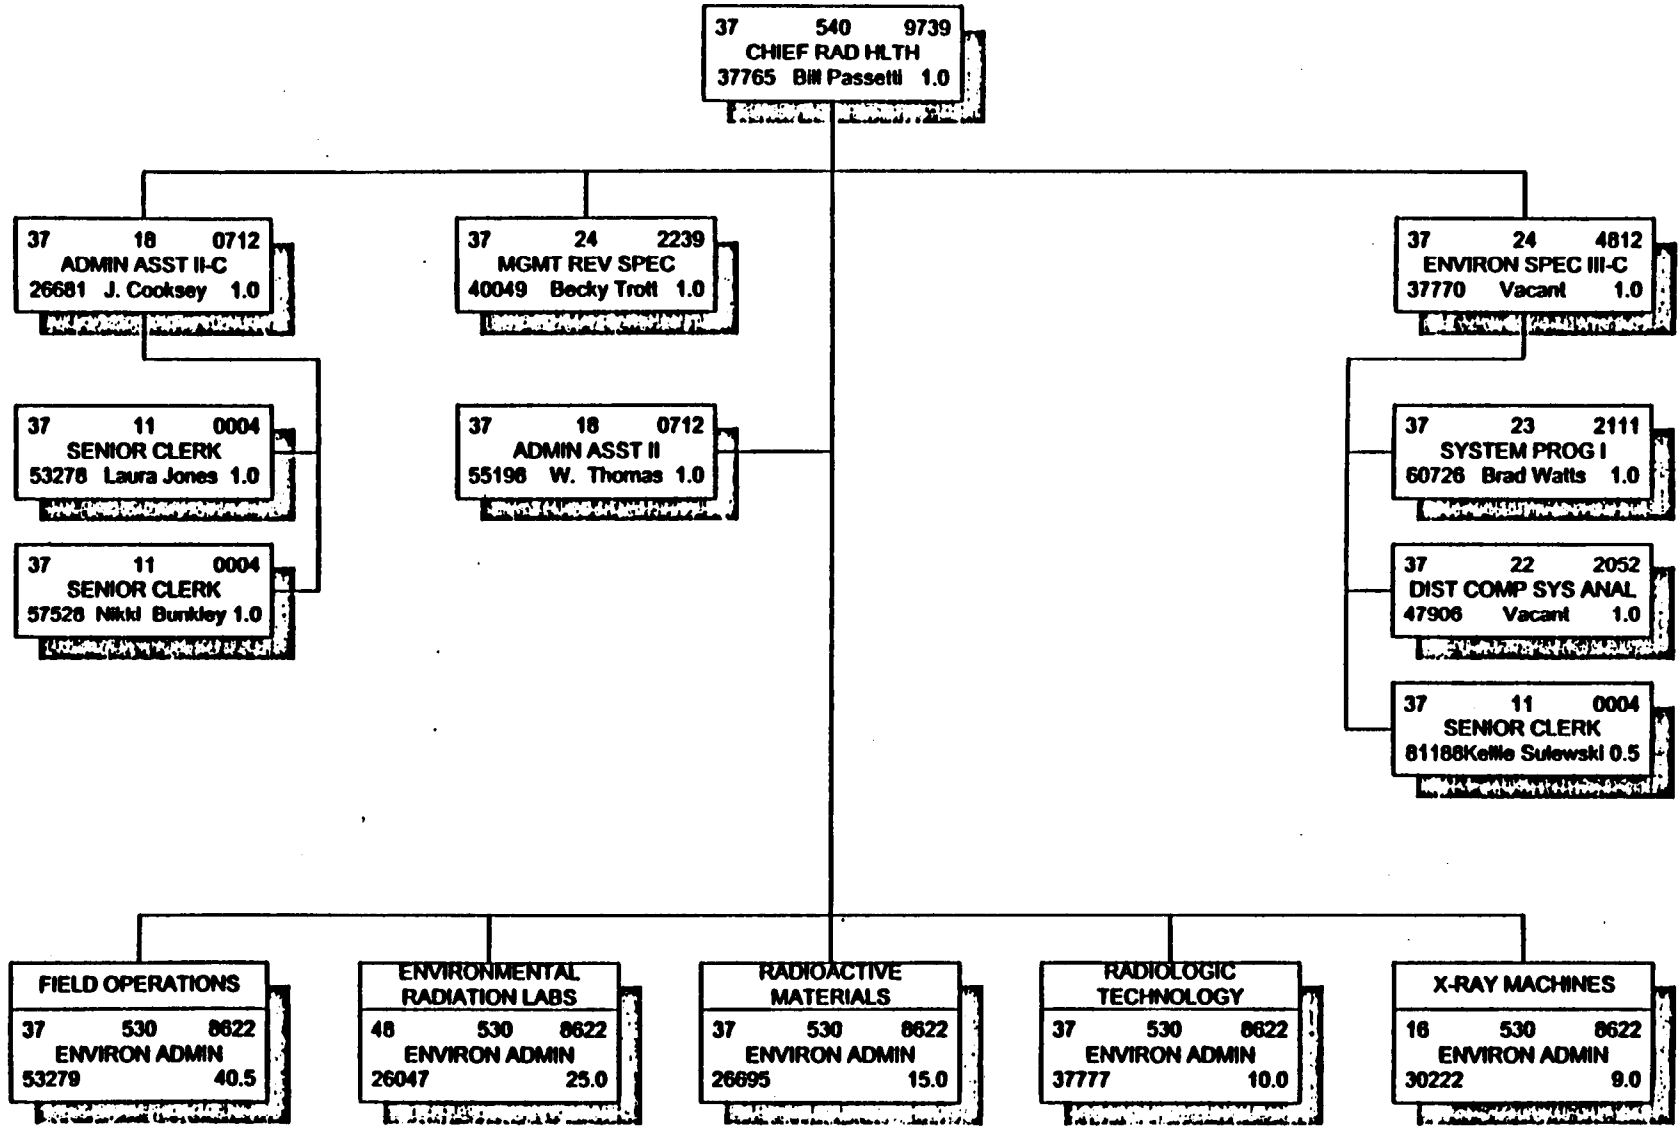 37 540 9739
CHIEF RAD HLTH
37765 Bill Passetti 1.0
37 18 0712
ADMIN ASST II-C
26681 J. Cooksey 1.0
37 24 2239
MGMT REV SPEC
40049 Becky Trott 1.0
37 24 4812
ENVIRON SPEC III-C
37770 Vacant 1.0
37 11 0004
SENIOR CLERK
53278 Laura Jones 1.0
37 18 0712
ADMIN ASST II
55198 W. Thomas 1.0
37 23 2111
SYSTEM PROG I
60726 Brad Watts 1.0
37 11 0004
SENIOR CLERK
57528 Nikki Bunkley 1.0
37 22 2052
DIST COMP SYS ANAL
47906 Vacant 1.0
37 11 0004
SENIOR CLERK
81188Kellie Sulewski 0.5
FIELD OPERATIONS
37 530 8622
ENVIRON ADMIN
53279 40.5
ENVIRONMENTAL
RADIATION LABS
48 530 8622
ENVIRON ADMIN
26047 25.0
RADIOACTIVE
MATERIALS
37 530 8622
ENVIRON ADMIN
26695 15.0
RADIOLOGIC
TECHNOLOGY
37 530 8622
ENVIRON ADMIN
37777 10.0
X-RAY MACHINES
16 530 8622
ENVIRON ADMIN
30222 9.0